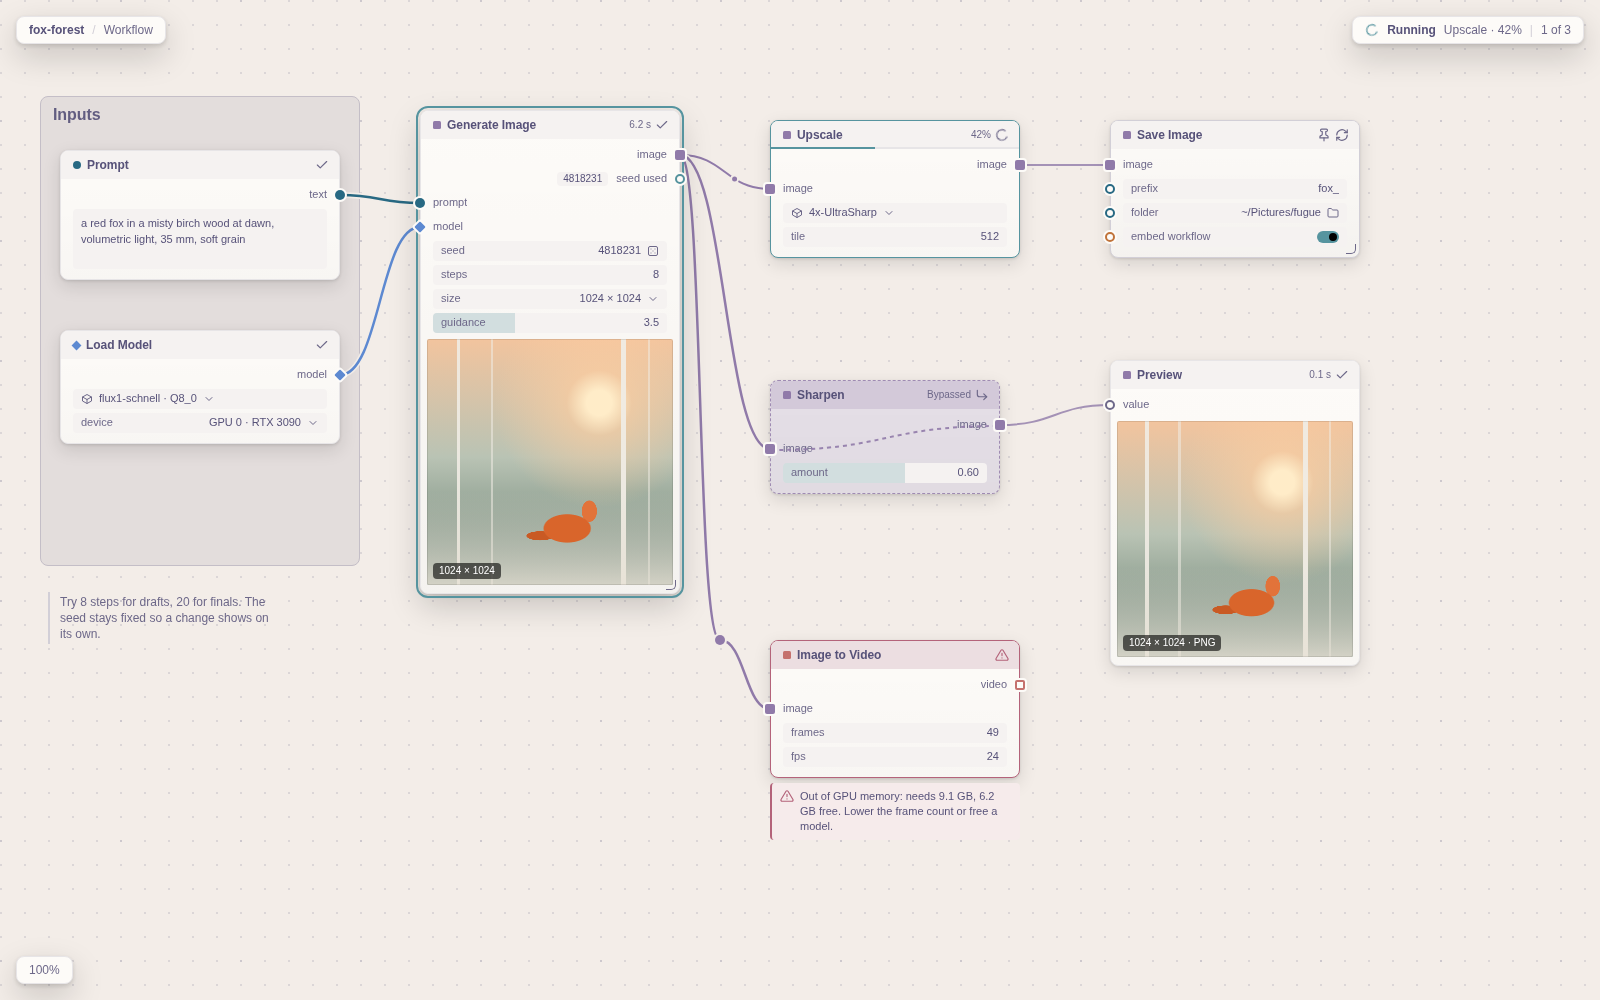 fox-forest / Workflow
Running Upscale · 42% | 1 of 3
Inputs
Prompt
text
a red fox in a misty birch wood at dawn,
volumetric light, 35 mm, soft grain
Load Model
model
flux1-schnell · Q8_0
device GPU 0 · RTX 3090
Try 8 steps for drafts, 20 for finals. The
seed stays fixed so a change shows on
its own.
Generate Image 6.2 s
image
4818231 seed used
prompt
model
seed 4818231
steps 8
size 1024 × 1024
guidance 3.5
1024 × 1024
Upscale 42%
image
image
4x-UltraSharp
tile 512
Sharpen Bypassed
image
image
amount 0.60
Image to Video
video
image
frames 49
fps 24
Out of GPU memory: needs 9.1 GB, 6.2
GB free. Lower the frame count or free a
model.
Save Image
image
prefix fox_
folder ~/Pictures/fugue
embed workflow
Preview 0.1 s
value
1024 × 1024 · PNG
100%